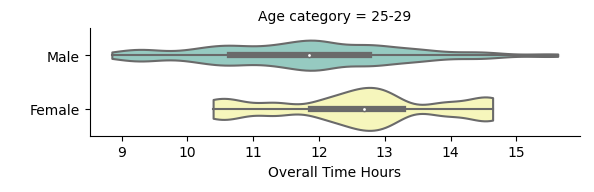 Age category = 25-29
Male
Female
9 10 11 12 13 14 15
Overall Time Hours